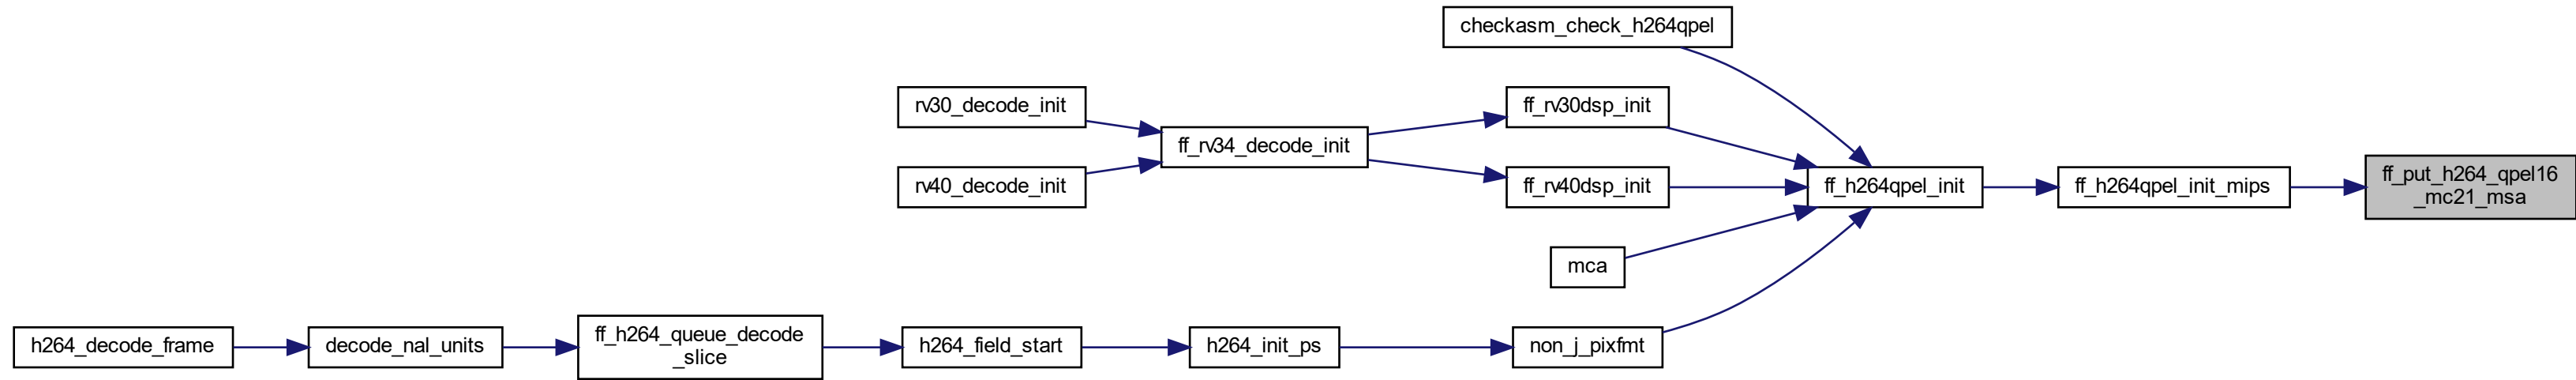 checkasm_check_h264qpel
rv30_decode_init
ff_rv30dsp_init
ff_rv34_decode_init
rv40_decode_init
ff_rv40dsp_init
ff_h264qpel_init
ff_h264qpel_init_mips
ff_put_h264_qpel16
_mc21_msa
mca
h264_decode_frame
decode_nal_units
ff_h264_queue_decode
_slice
h264_field_start
h264_init_ps
non_j_pixfmt